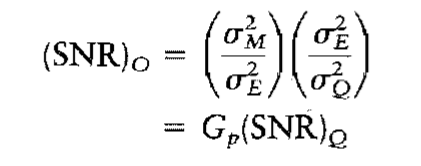 (SNR)_O = (σ_M^2 / σ_E^2)(σ_E^2 / σ_Q^2)
= G_p(SNR)_Q